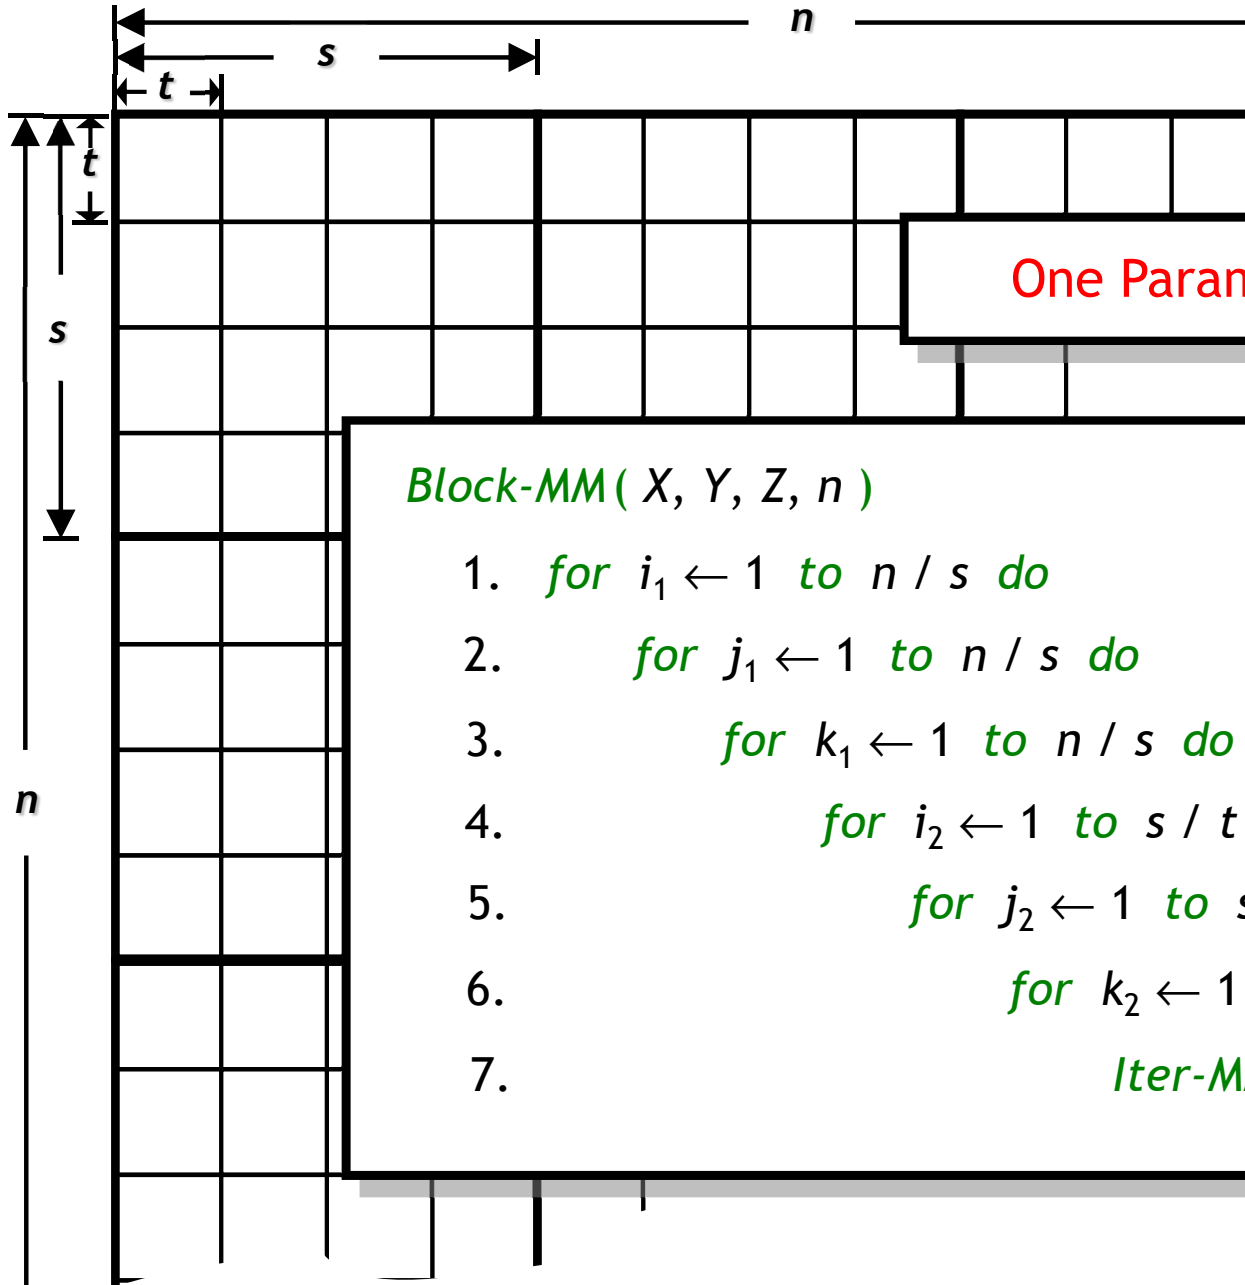 n
s
t
t
s
n
One Param
Block-MM ( X, Y, Z, n )
1. for i₁ ← 1 to n / s do
2. for j₁ ← 1 to n / s do
3. for k₁ ← 1 to n / s do
4. for i₂ ← 1 to s / t
5. for j₂ ← 1 to s
6. for k₂ ← 1
7. Iter-M